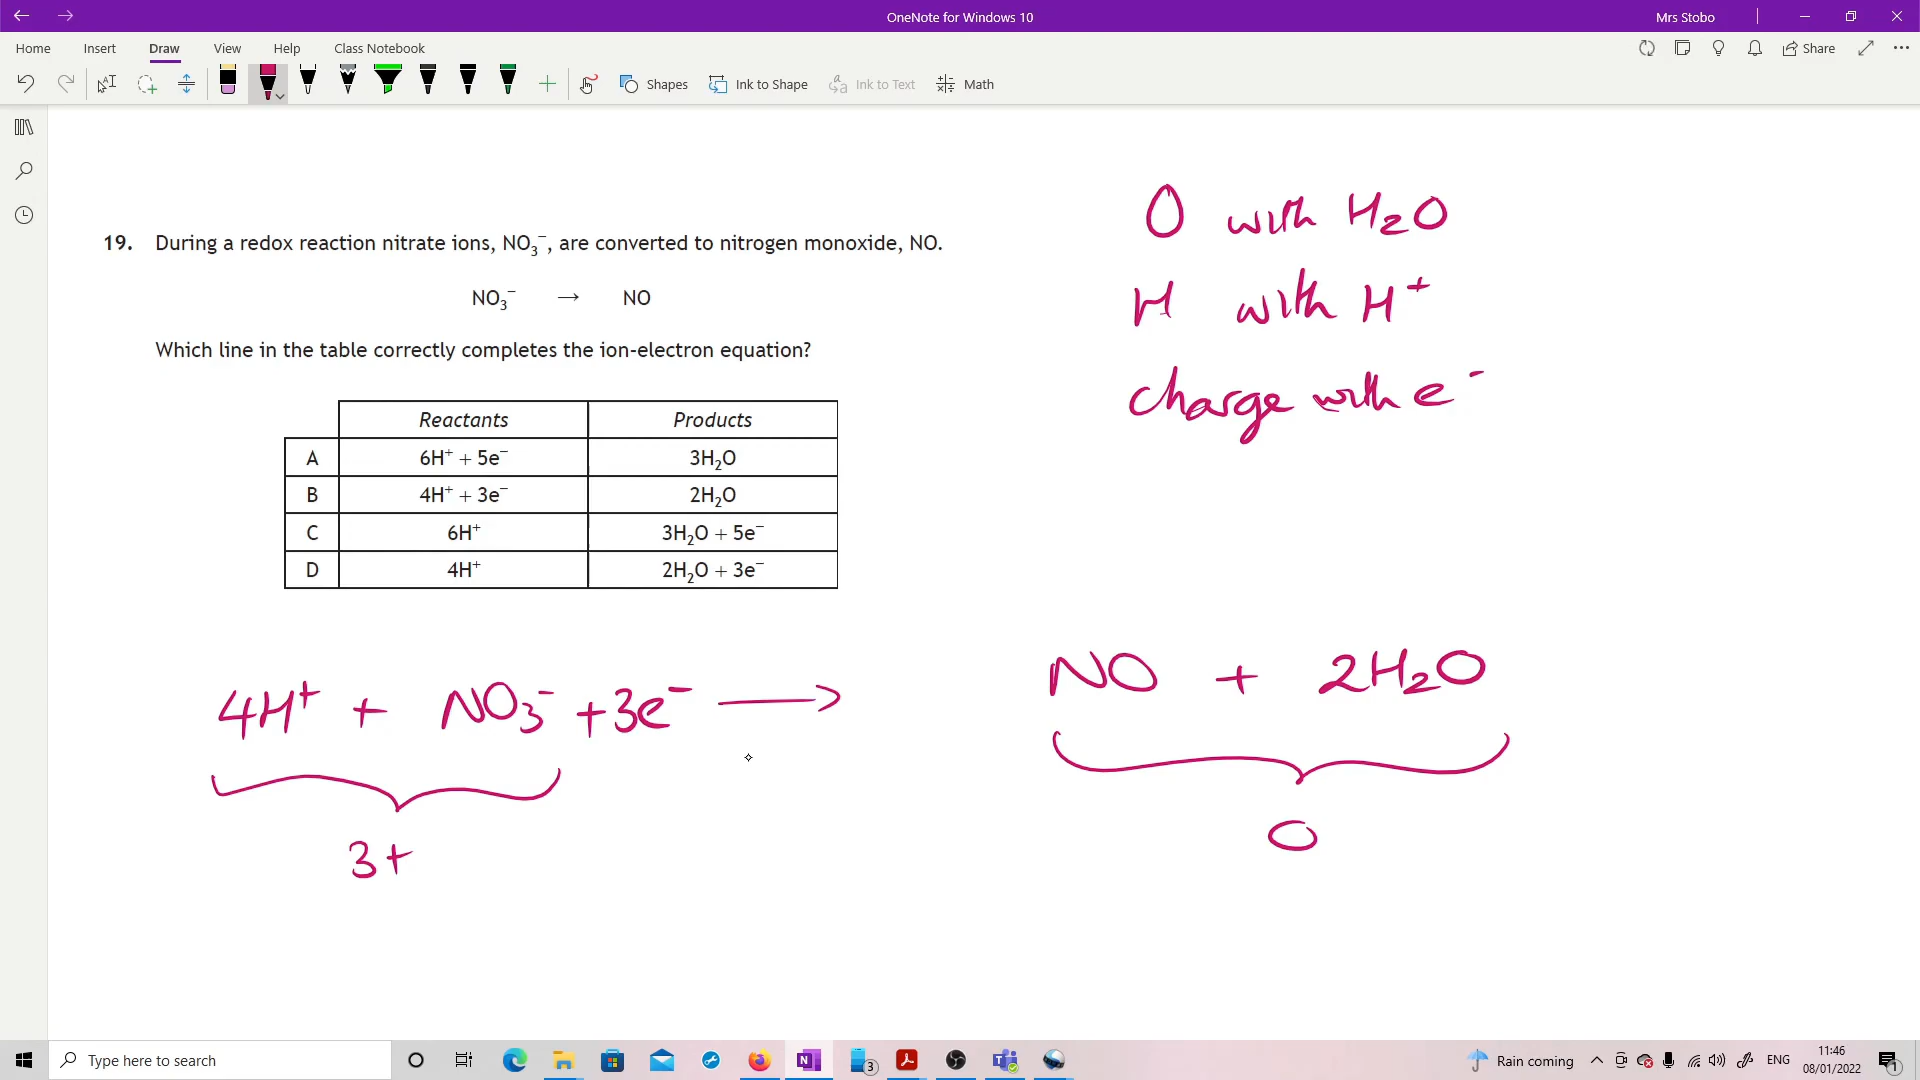 OneNote for Windows 10
Mrs Stobo
Home Insert Draw View Help Class Notebook
Share
Shapes Ink to Shape Ink to Text Math
19. During a redox reaction nitrate ions, NO₃⁻, are converted to nitrogen monoxide, NO.
NO₃⁻ → NO
Which line in the table correctly completes the ion-electron equation?
Reactants Products
A 6H⁺ + 5e⁻ 3H₂O
B 4H⁺ + 3e⁻ 2H₂O
C 6H⁺ 3H₂O + 5e⁻
D 4H⁺ 2H₂O + 3e⁻
O with H₂O
H with H⁺
charge with e⁻
4H⁺ + NO₃⁻ + 3e⁻ → NO + 2H₂O
3+ 0
Type here to search
3
Rain coming
ENG
11:46
08/01/2022
1